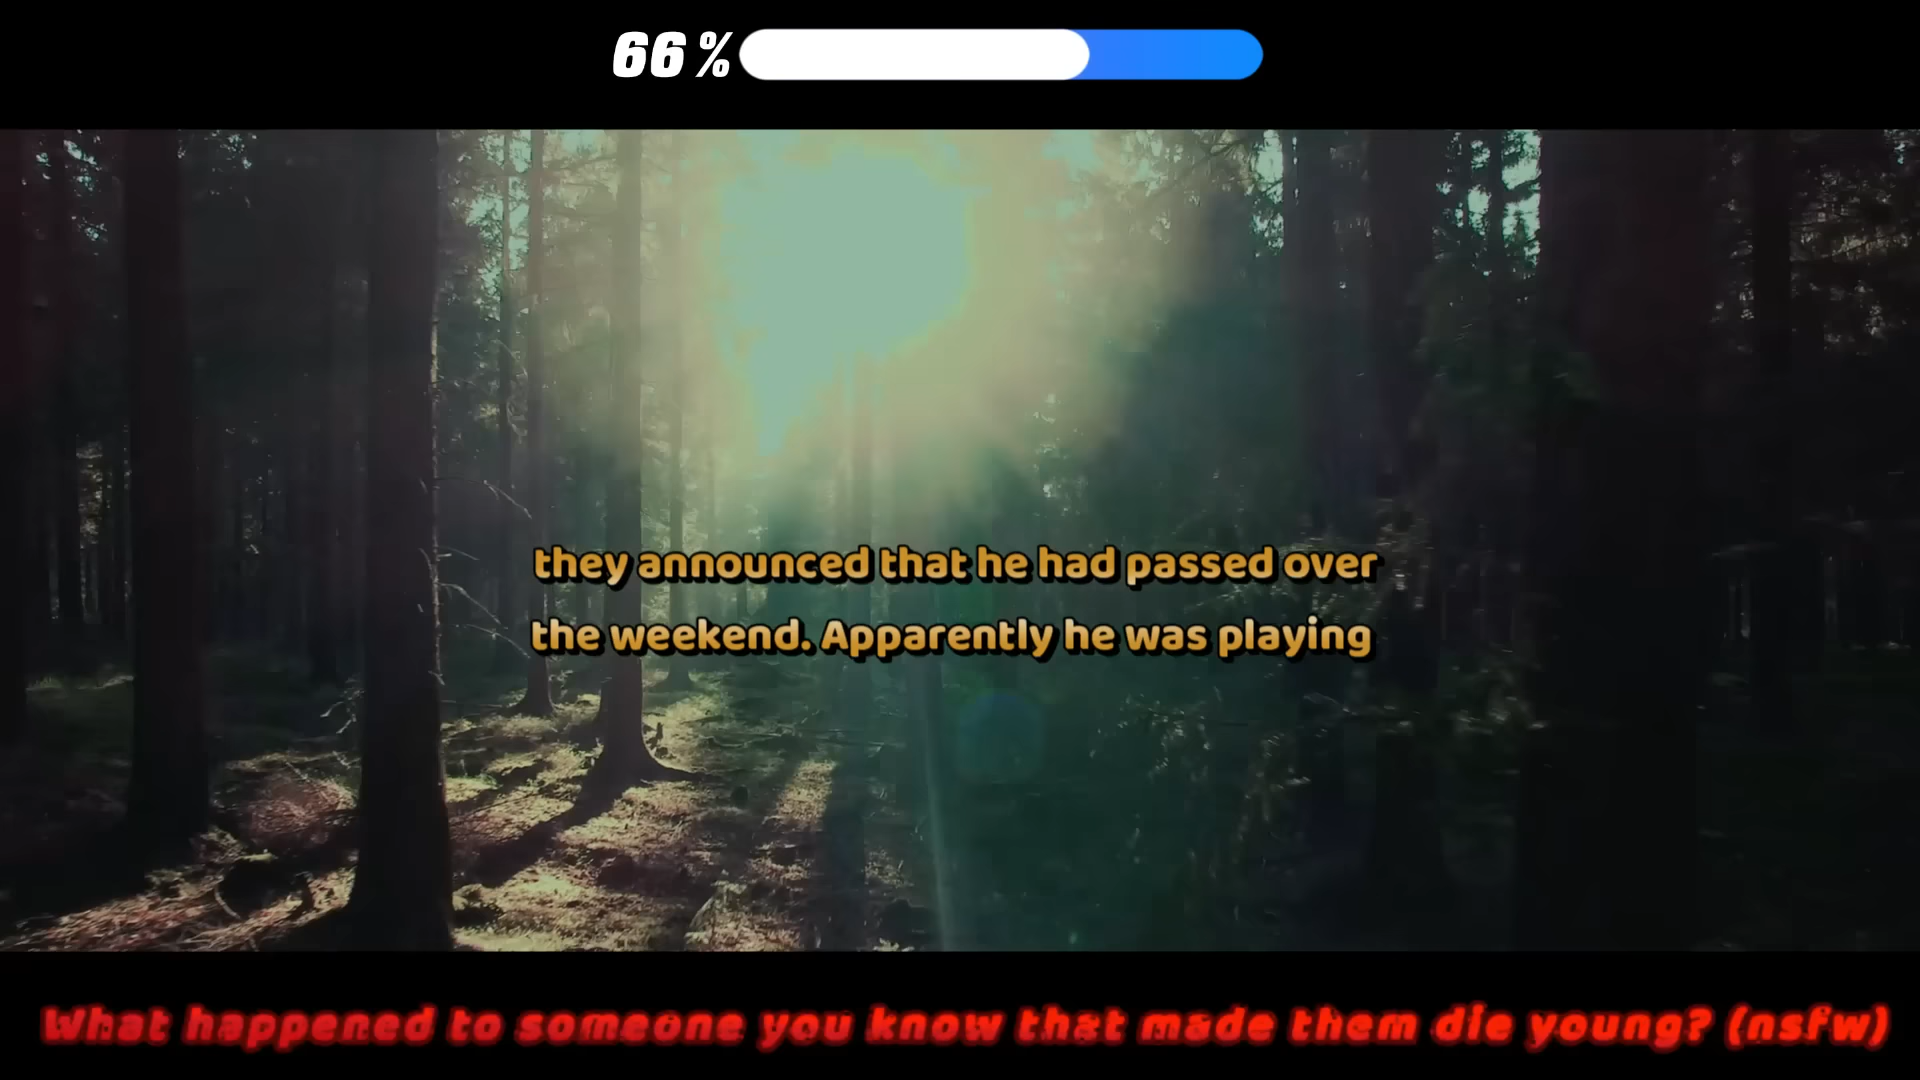 66%
they announced that he had passed over
the weekend. Apparently he was playing
What happened to someone you know that made them die young? (nsfw)